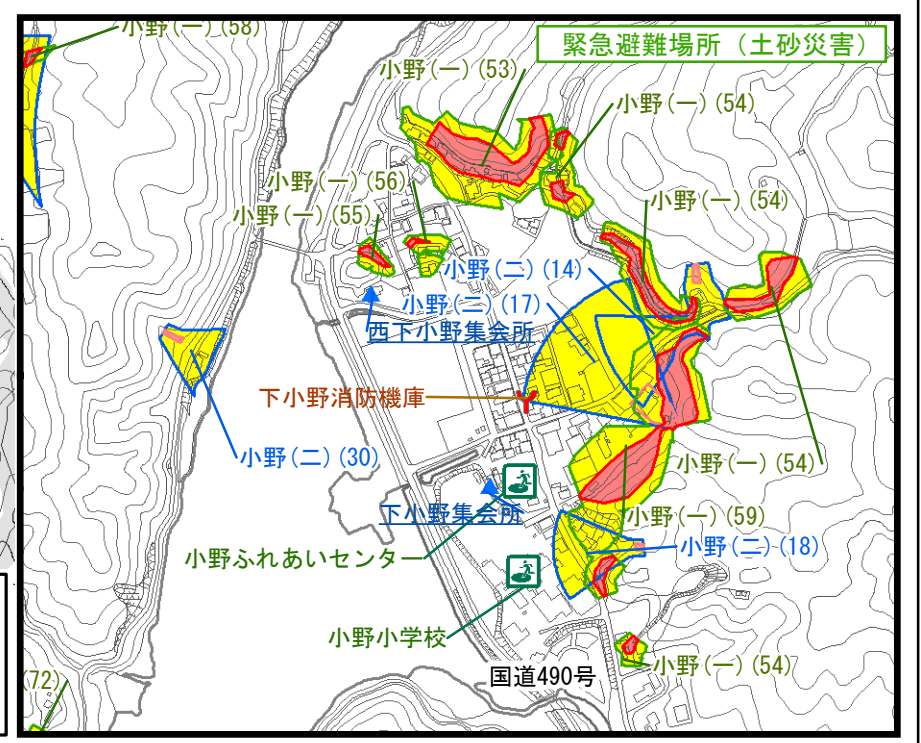 小野(一)(58)
緊急避難場所（土砂災害）
小野(一)(53)
小野(一)(54)
小野(一)(56)
小野(一)(55)
小野(一)(54)
小野(二)(14)
小野(二)(17)
西下小野集会所
下小野消防機庫
小野(二)(30)
小野(一)(54)
下小野集会所
小野(一)(59)
小野(二)(18)
小野ふれあいセンター
小野小学校
小野(一)(54)
国道490号
(72)